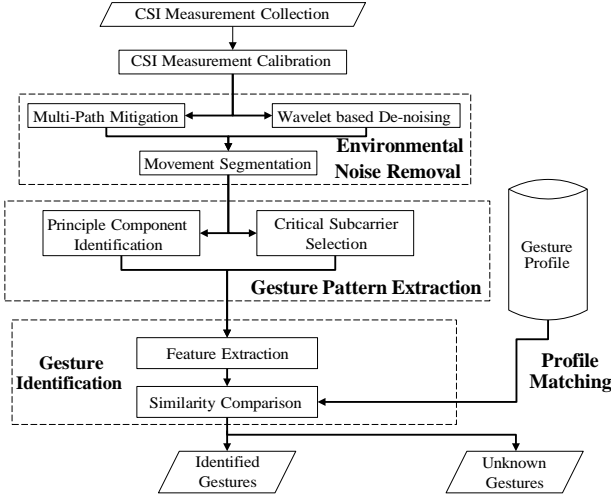 CSI Measurement Collection
CSI Measurement Calibration
Multi-Path Mitigation
Wavelet based De-noising
Environmental
Noise Removal
Movement Segmentation
Principle Component
Identification
Critical Subcarrier
Selection
Gesture Pattern Extraction
Gesture
Profile
Gesture
Identification
Feature Extraction
Similarity Comparison
Profile
Matching
Identified
Gestures
Unknown
Gestures